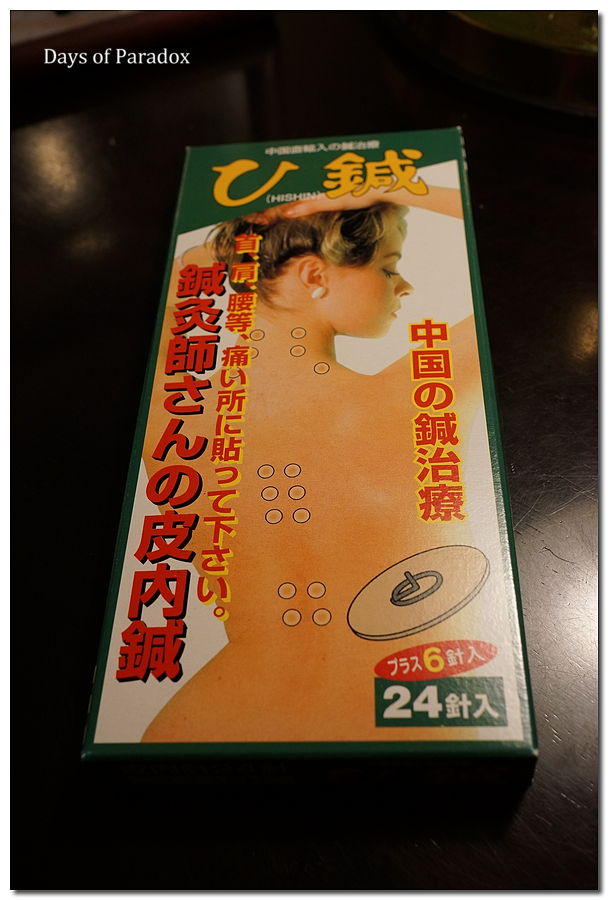 Days of Paradox
中国直輸入の鍼治療
ひ鍼
(HISHIN)
首、肩、腰等、痛い所に貼って下さい。
鍼灸師さんの皮内鍼
中国の鍼治療
プラス6針入
24針入